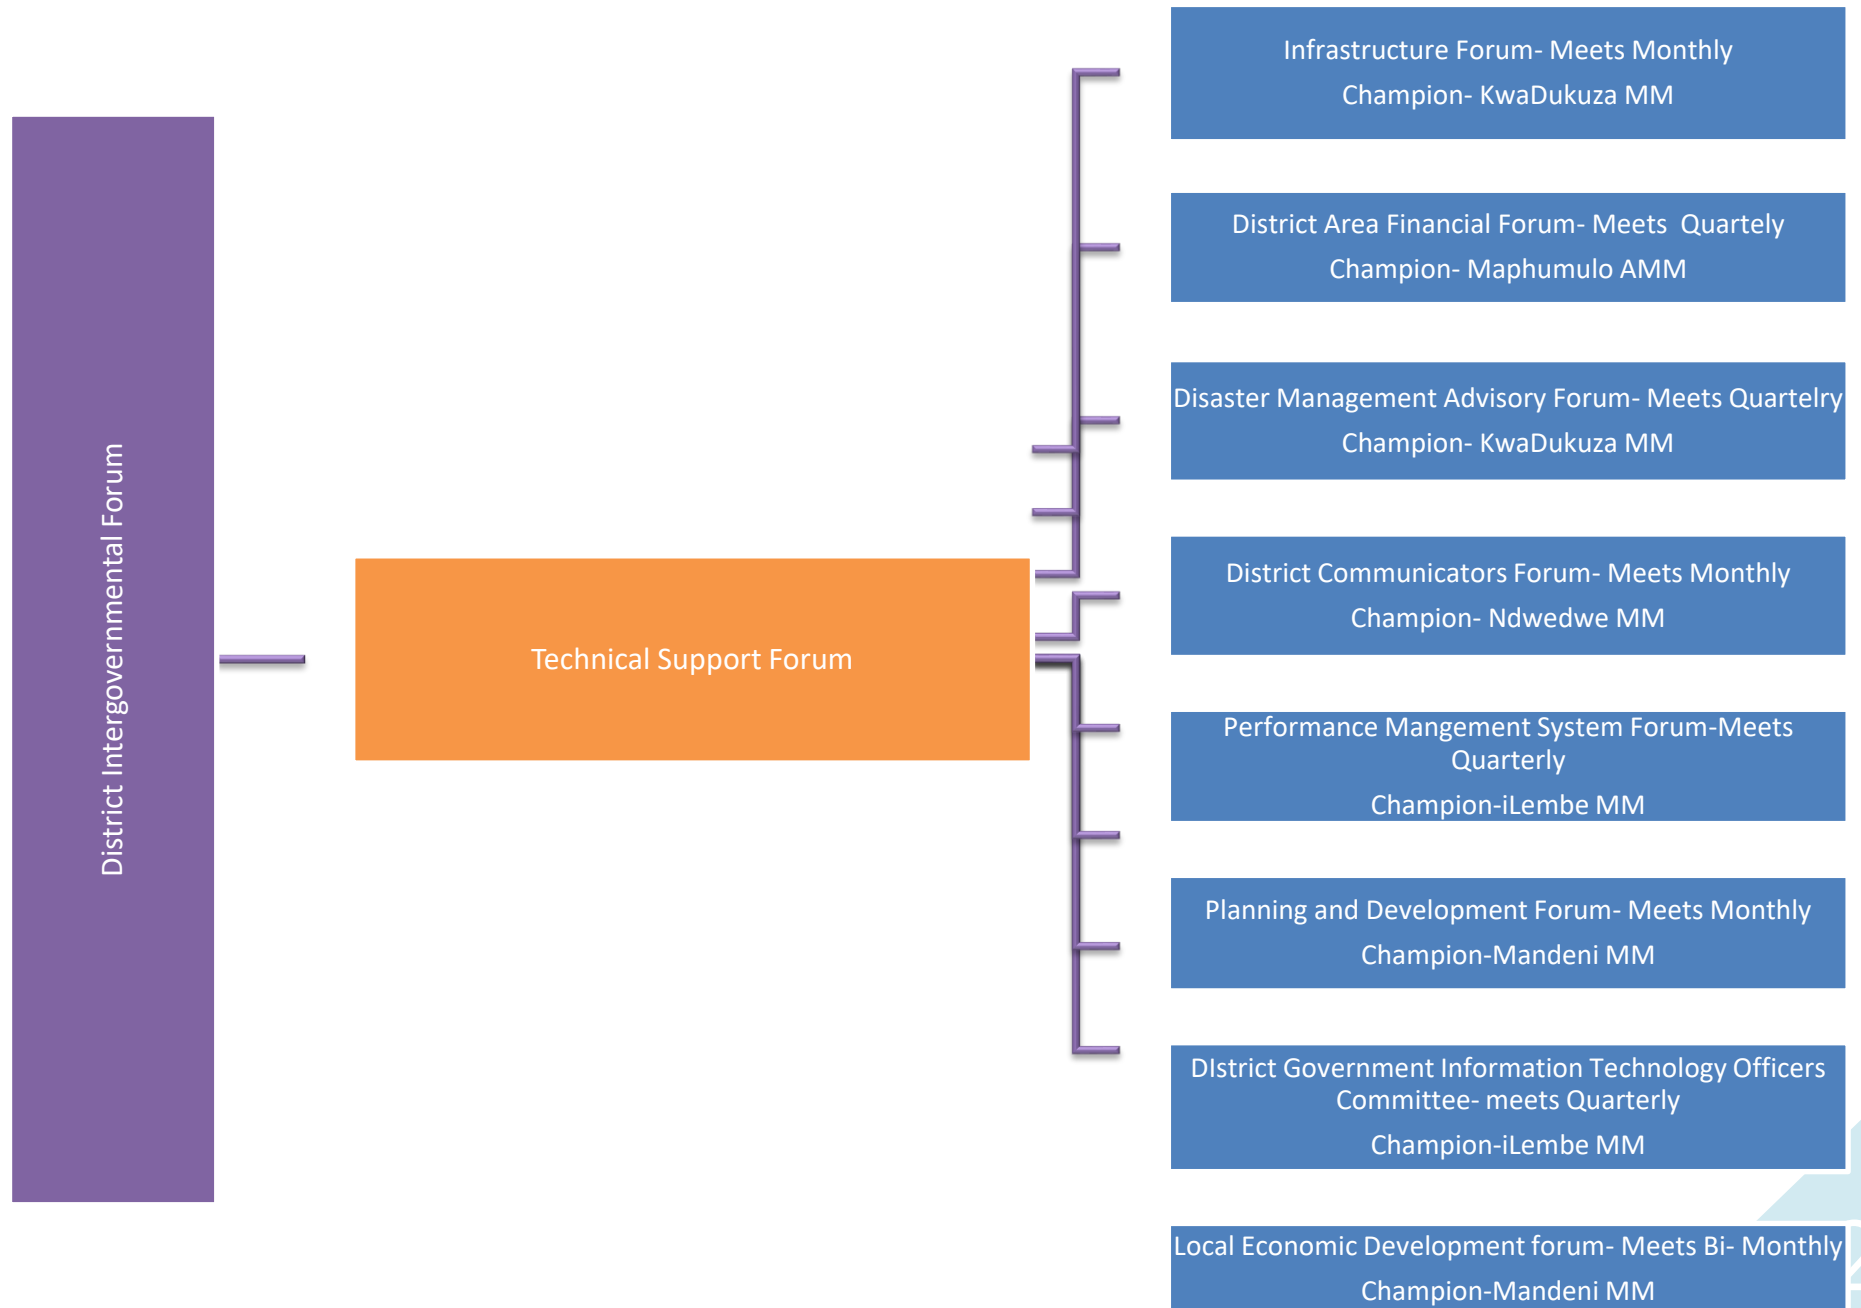 District Intergovernmental Forum
Technical Support Forum
Infrastructure Forum- Meets Monthly
Champion- KwaDukuza MM
District Area Financial Forum- Meets  Quartely
Champion- Maphumulo AMM
Disaster Management Advisory Forum- Meets Quartelry
Champion- KwaDukuza MM
District Communicators Forum- Meets Monthly
Champion- Ndwedwe MM
Performance Mangement System Forum-Meets
Quarterly
Champion-iLembe MM
Planning and Development Forum- Meets Monthly
Champion-Mandeni MM
DIstrict Government Information Technology Officers
Committee- meets Quarterly
Champion-iLembe MM
Local Economic Development forum- Meets Bi- Monthly
Champion-Mandeni MM